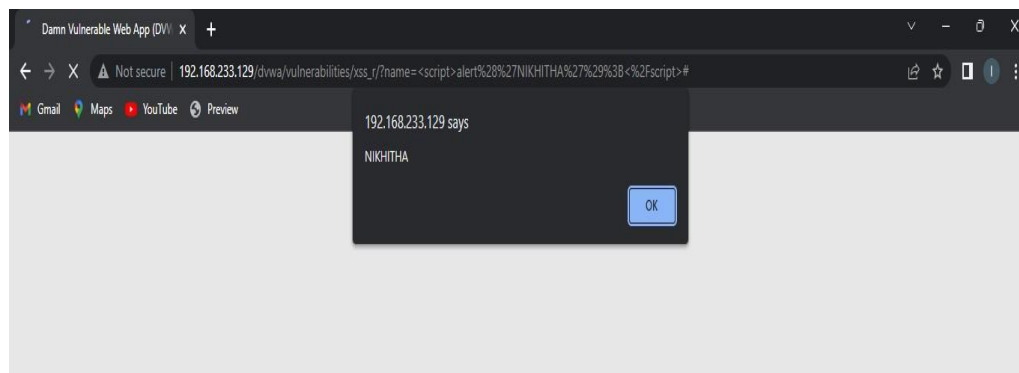 Damn Vulnerable Web App (DVV
Not secure | 192.168.233.129/dvwa/vulnerabilities/xss_r/?name=<script>alert%28%27NIKHITHA%27%29%3B<%2Fscript>#
Gmail Maps YouTube Preview
192.168.233.129 says
NIKHITHA
OK